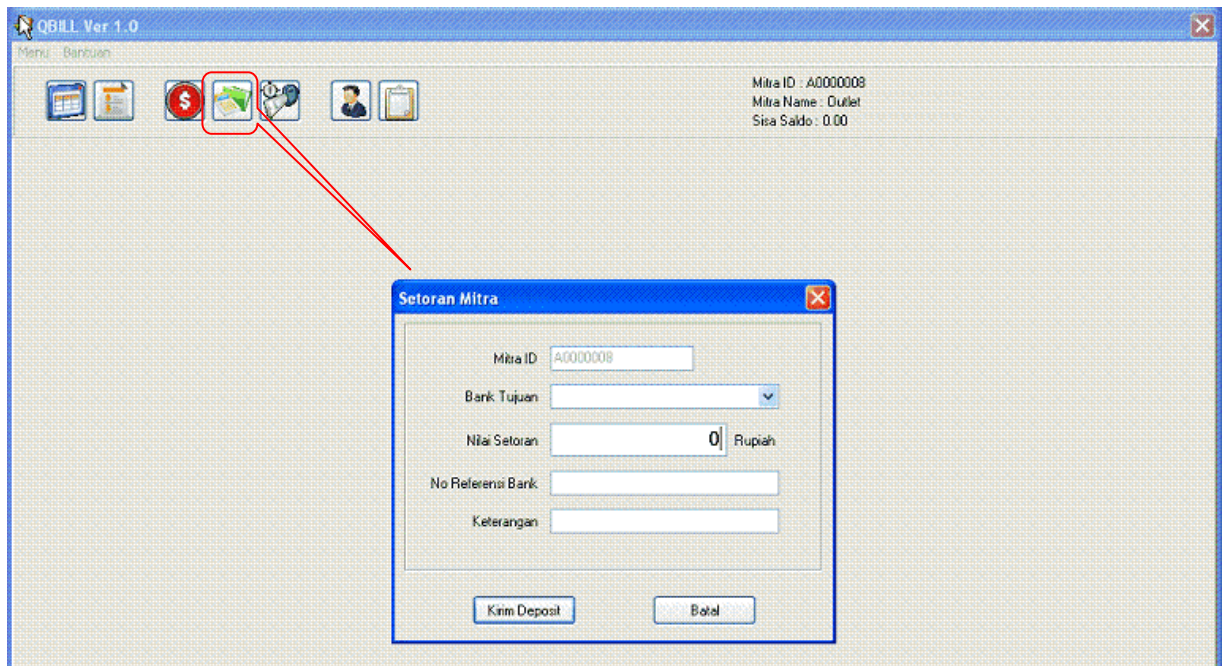 QBILL Ver 1.0
Menu Bantuan
Mitra ID : A0000008
Mitra Name : Outlet
Sisa Saldo : 0.00
Setoran Mitra
Mitra ID A0000008
Bank Tujuan
Nilai Setoran 0 Rupiah
No Referensi Bank
Keterangan
Kirim Deposit Batal